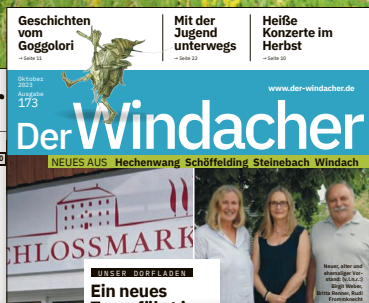 Geschichten
vom
Goggolori
→ Seite 11
Mit der
Jugend
unterwegs
→ Seite 22
Heiße
Konzerte im
Herbst
→ Seite 10
Oktober
2023
Ausgabe
173
www.der-windacher.de
Der Windacher
NEUES AUS Hechenwang Schöffelding Steinebach Windach
CHLOSSMARK
UNSER DORFLADEN
Ein neues
Neuer, alter und
ehemaliger Vor-
stand: (v.l.n.r.)
Birgit Weber,
Britta Renner, Rudi
Frommknecht